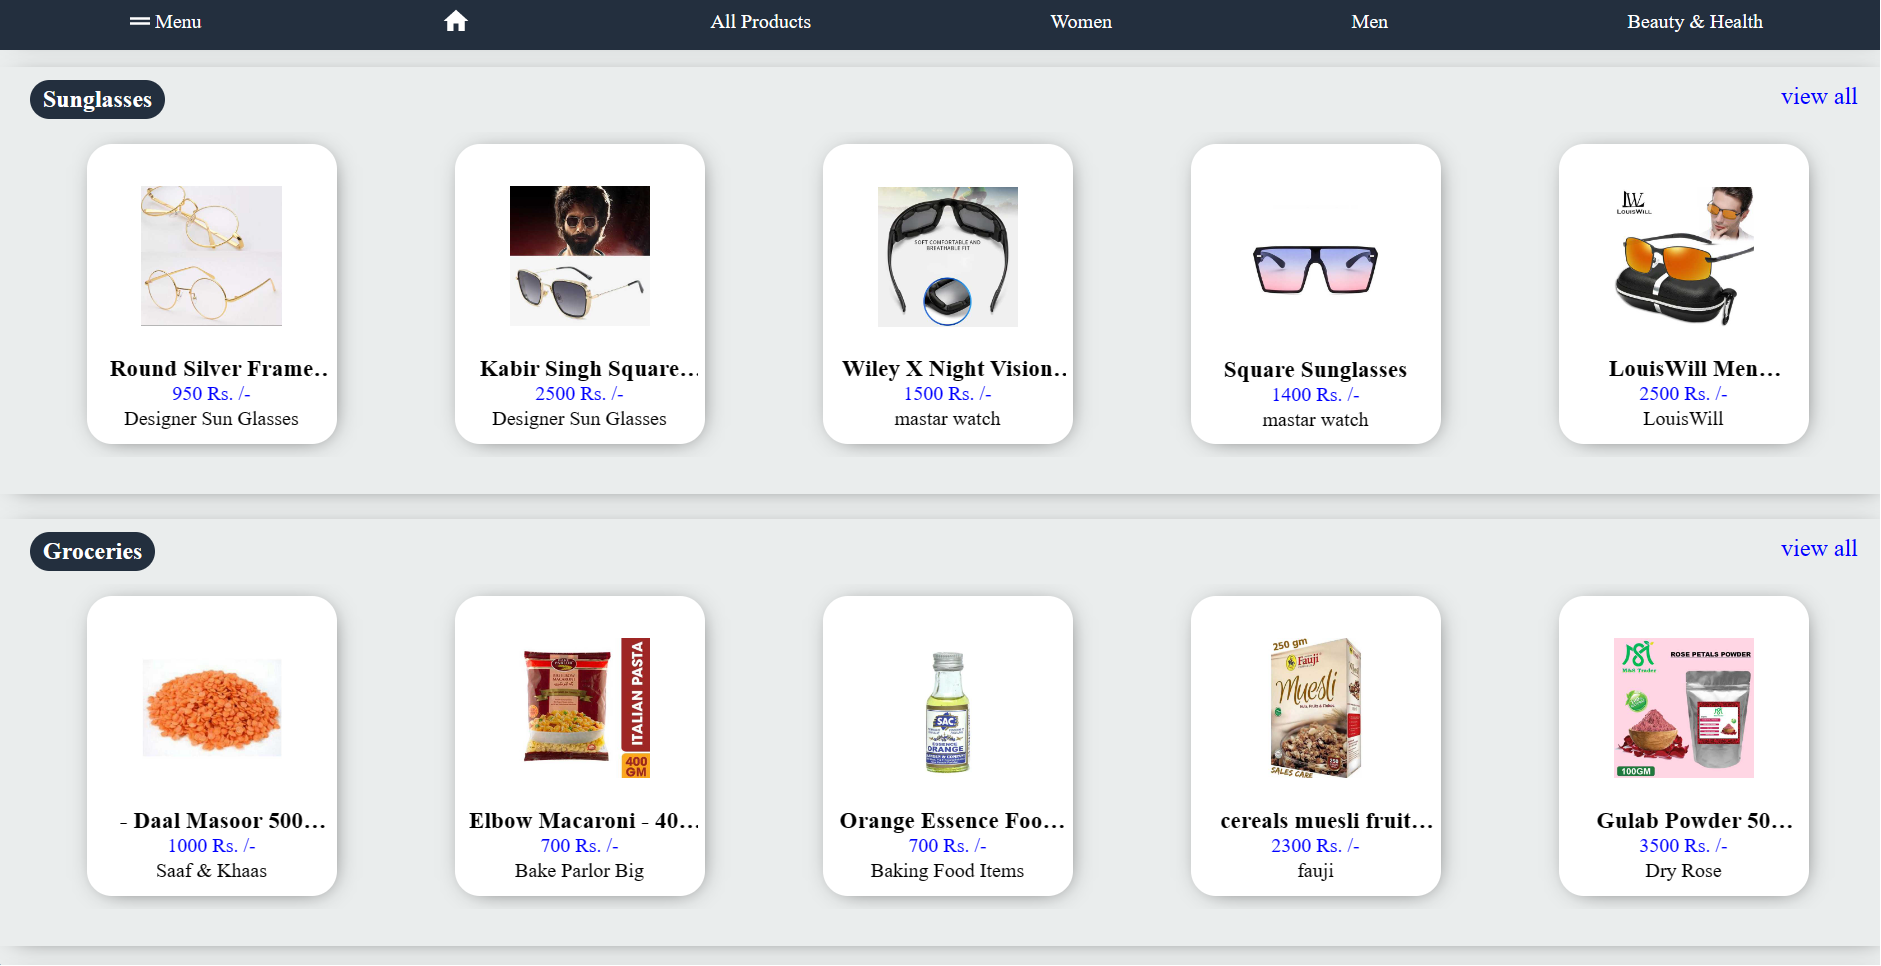 Menu
All Products
Women
Men
Beauty & Health
Sunglasses
view all
SOFT COMFORTABLE AND
BREATHABLE FIT
LW
LOUISWILL
Round Silver Frame..
950 Rs. /-
Designer Sun Glasses
Kabir Singh Square...
2500 Rs. /-
Designer Sun Glasses
Wiley X Night Vision..
1500 Rs. /-
mastar watch
Square Sunglasses
1400 Rs. /-
mastar watch
LouisWill Men...
2500 Rs. /-
LouisWill
Groceries
view all
ITALIAN PASTA
400
GM
SAC
ESSENCE
ORANGE
250 gm
Fauji
Muesli
SALES CARE
M&S Trader
ROSE PETALS POWDER
100GM
- Daal Masoor 500...
1000 Rs. /-
Saaf & Khaas
Elbow Macaroni - 40...
700 Rs. /-
Bake Parlor Big
Orange Essence Foo...
700 Rs. /-
Baking Food Items
cereals muesli fruit...
2300 Rs. /-
fauji
Gulab Powder 50...
3500 Rs. /-
Dry Rose